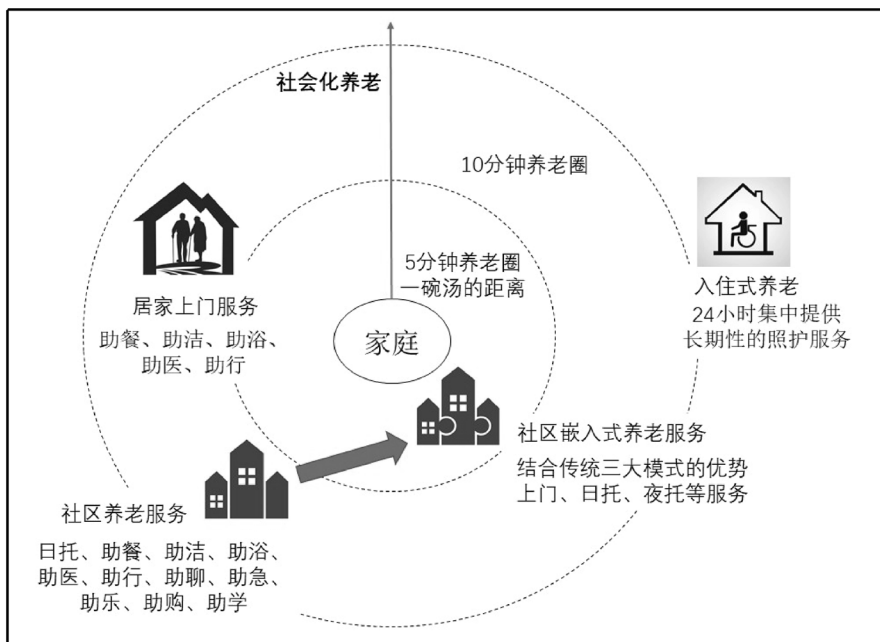 社会化养老
10分钟养老圈
5分钟养老圈
一碗汤的距离
家庭
居家上门服务
助餐、助洁、助浴、
助医、助行
入住式养老
24小时集中提供
长期性的照护服务
社区嵌入式养老服务
结合传统三大模式的优势
上门、日托、夜托等服务
社区养老服务
日托、助餐、助洁、助浴、
助医、助行、助聊、助急、
助乐、助购、助学